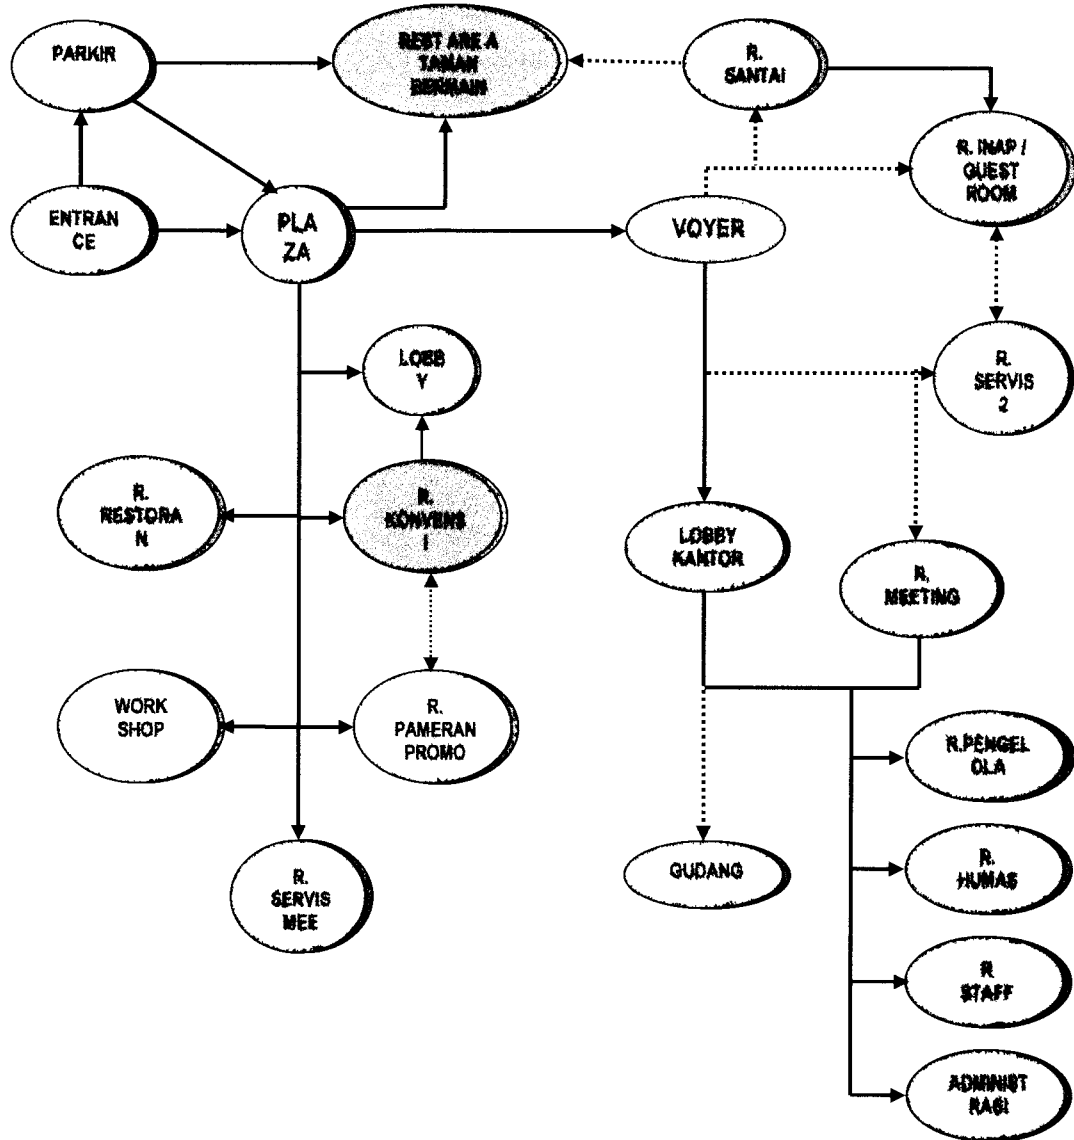 PARKIR
REST ARE A
TAMAN
BERMAIN
R.
SANTAI
R. INAP /
GUEST
ROOM
ENTRAN
CE
PLA
ZA
VOYER
LOBB
Y
R.
SERVIS
2
R.
RESTORA
N
R.
KONVENS
I
LOBBY
KANTOR
R.
MEETING
WORK
SHOP
R.
PAMERAN
PROMO
R.PENGEL
OLA
R.
SERVIS
MEE
GUDANG
R.
HUMAS
R
STAFF
ADMINIST
RASI